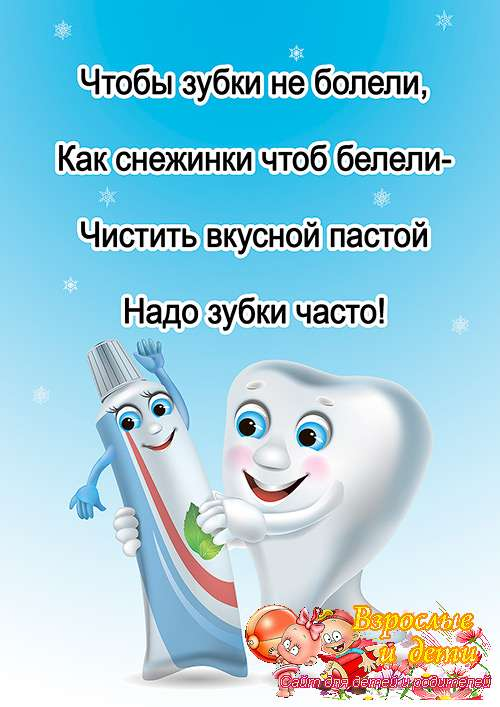 Чтобы зубки не болели,
Как снежинки чтоб белели-
Чистить вкусной пастой
Надо зубки часто!
Взрослые
и дети
Сайт для детей и родителей